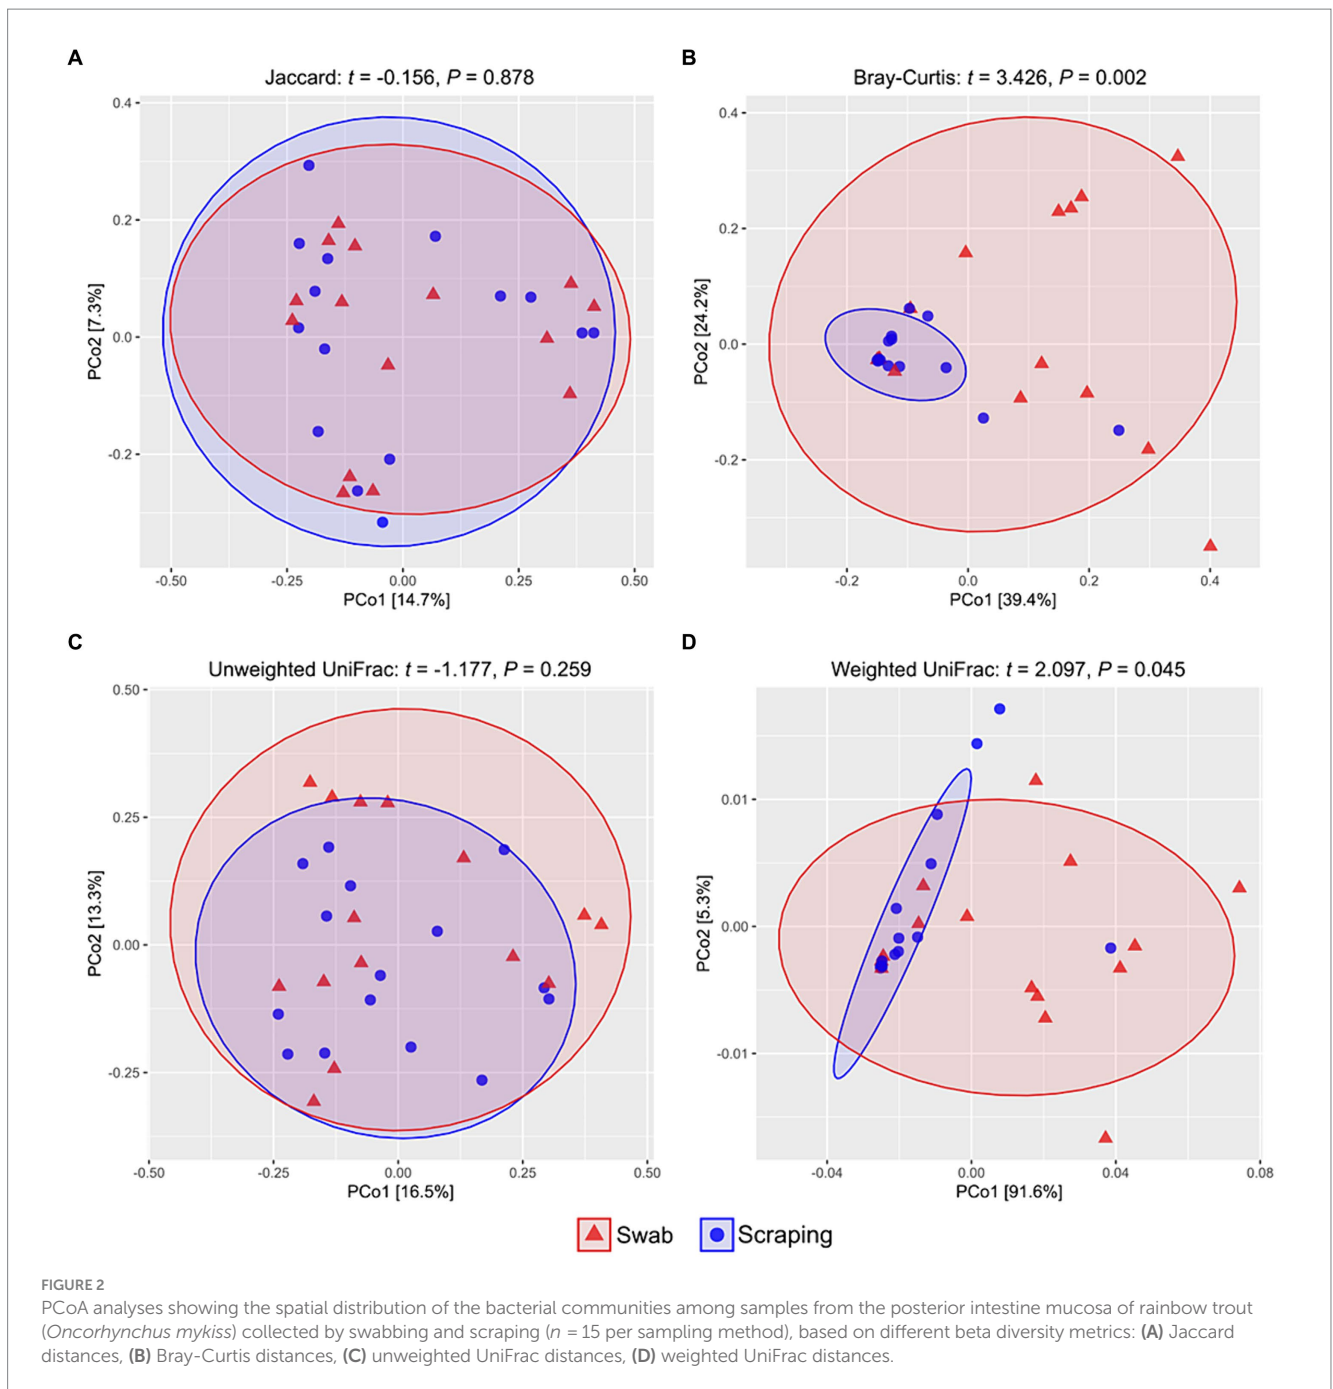 A
Jaccard: t = -0.156, P = 0.878
0.4
0.2
0.0
-0.2
PCo2 [7.3%]
-0.50
-0.25
0.00
0.25
0.50
PCo1 [14.7%]
B
Bray-Curtis: t = 3.426, P = 0.002
0.4
0.2
0.0
-0.2
PCo2 [24.2%]
-0.2
0.0
0.2
0.4
PCo1 [39.4%]
C
Unweighted UniFrac: t = -1.177, P = 0.259
0.50
0.25
0.00
-0.25
PCo2 [13.3%]
-0.50
-0.25
0.00
0.25
0.50
PCo1 [16.5%]
D
Weighted UniFrac: t = 2.097, P = 0.045
0.01
0.00
-0.01
PCo2 [5.3%]
-0.04
0.00
0.04
0.08
PCo1 [91.6%]
Swab
Scraping
FIGURE 2
PCoA analyses showing the spatial distribution of the bacterial communities among samples from the posterior intestine mucosa of rainbow trout
(Oncorhynchus mykiss) collected by swabbing and scraping (n = 15 per sampling method), based on different beta diversity metrics: (A) Jaccard
distances, (B) Bray-Curtis distances, (C) unweighted UniFrac distances, (D) weighted UniFrac distances.